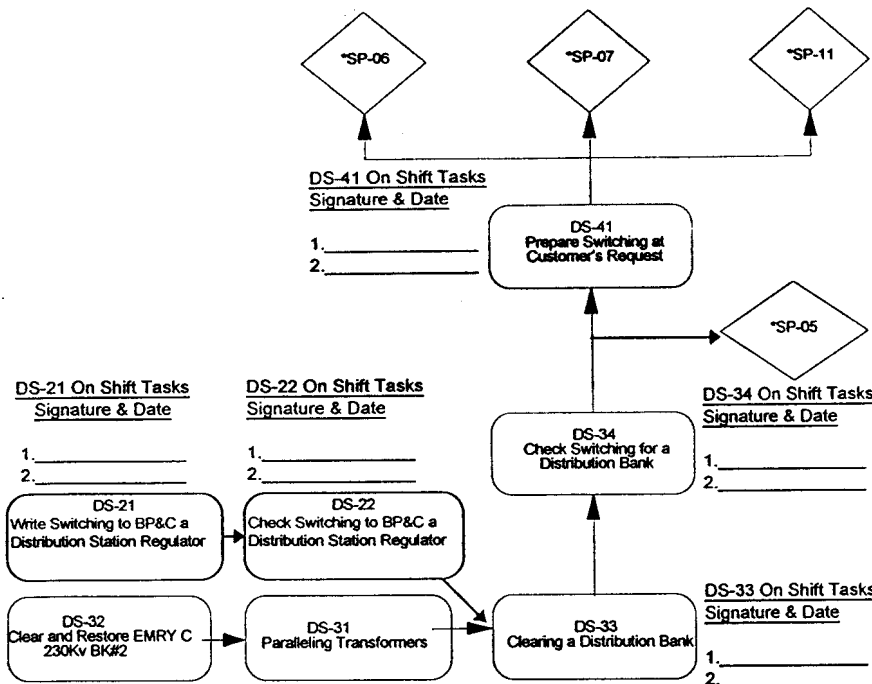 *SP-06
*SP-07
*SP-11
DS-41 On Shift Tasks
Signature & Date
1.
2.
DS-41
Prepare Switching at
Customer's Request
*SP-05
DS-21 On Shift Tasks
Signature & Date
1.
2.
DS-22 On Shift Tasks
Signature & Date
1.
2.
DS-34
Check Switching for a
Distribution Bank
DS-34 On Shift Tasks
Signature & Date
1.
2.
DS-21
Write Switching to BP&C a
Distribution Station Regulator
DS-22
Check Switching to BP&C a
Distribution Station Regulator
DS-32
Clear and Restore EMRY C
230Kv BK#2
DS-31
Paralleling Transformers
DS-33
Clearing a Distribution Bank
DS-33 On Shift Tasks
Signature & Date
1.
2.